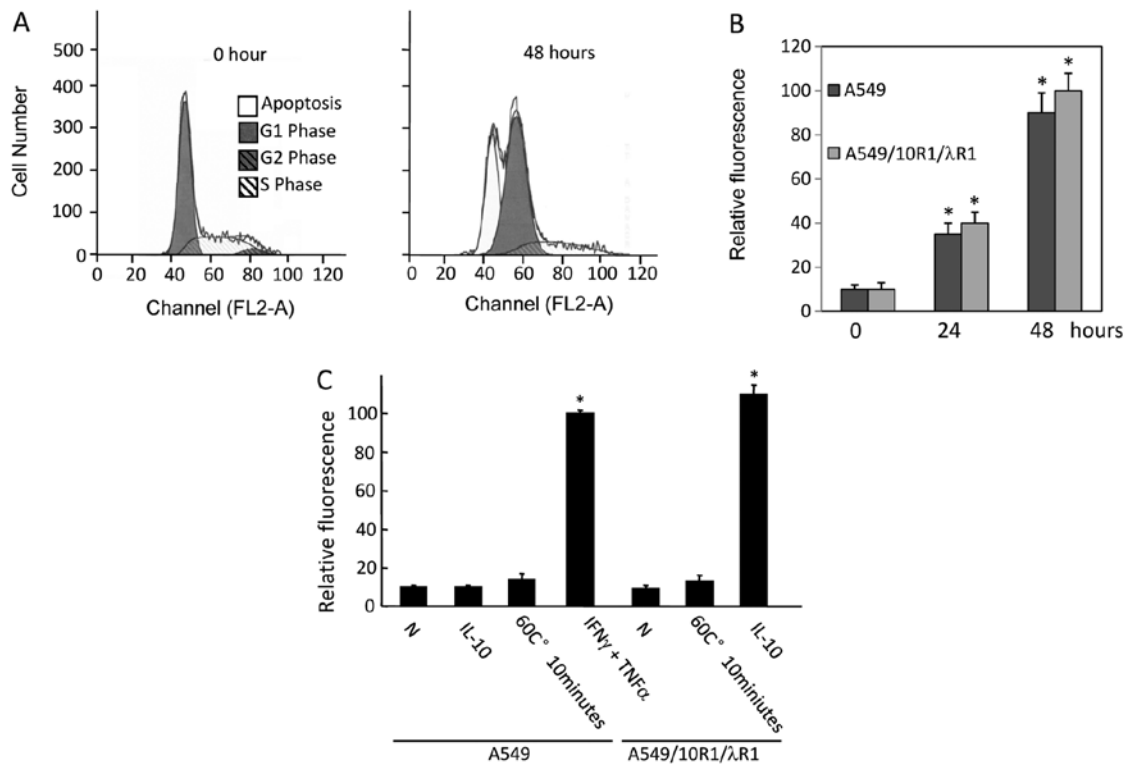 A
0 hour
48 hours
Cell Number
500
400
300
200
100
0
Apoptosis
G1 Phase
G2 Phase
S Phase
0 20 40 60 80 100 120
Channel (FL2-A)
0 20 40 60 80 100 120
Channel (FL2-A)
B
Relative fluorescence
120
100
80
60
40
20
0
A549
A549/10R1/λR1
* *
* *
0 24 48 hours
C
Relative fluorescence
100
80
60
40
20
0
*
*
N
IL-10
60C° 10minutes
IFNγ + TNFα
N
60C° 10miniutes
IL-10
A549
A549/10R1/λR1